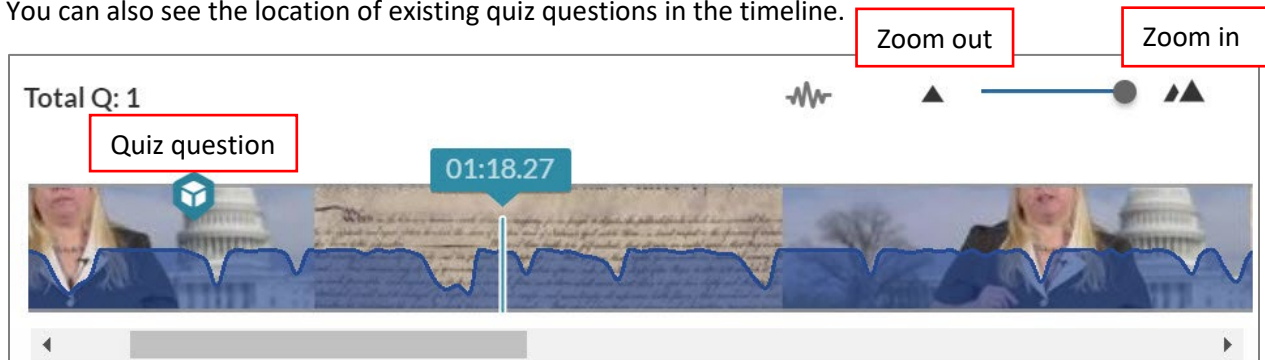 You can also see the location of existing quiz questions in the timeline.
Zoom out
Zoom in
Total Q: 1
Quiz question
01:18.27